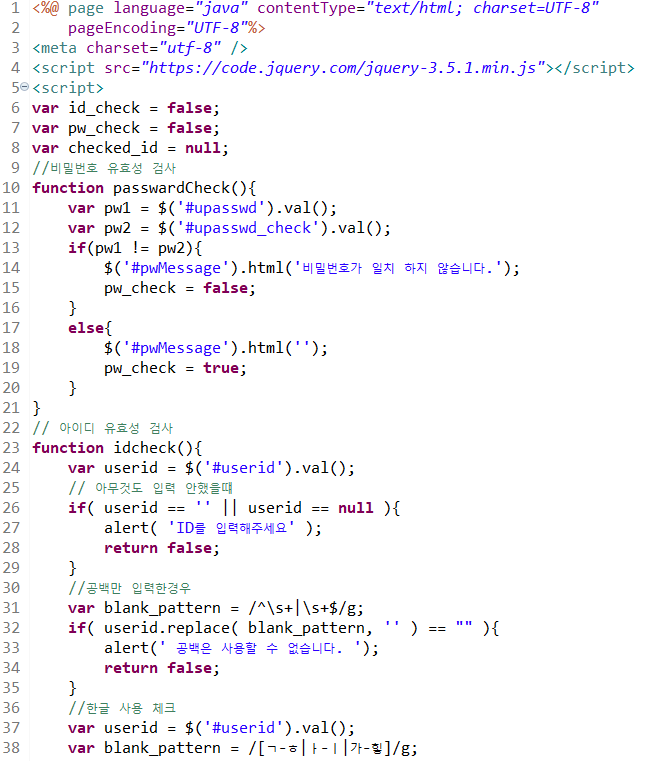 1 <%@ page language="java" contentType="text/html; charset=UTF-8"
2     pageEncoding="UTF-8"%>
3 <meta charset="utf-8" />
4 <script src="https://code.jquery.com/jquery-3.5.1.min.js"></script>
5 <script>
6 var id_check = false;
7 var pw_check = false;
8 var checked_id = null;
9 //비밀번호 유효성 검사
10 function passwardCheck(){
11     var pw1 = $('#upasswd').val();
12     var pw2 = $('#upasswd_check').val();
13     if(pw1 != pw2){
14         $('#pwMessage').html('비밀번호가 일치 하지 않습니다.');
15         pw_check = false;
16     }
17     else{
18         $('#pwMessage').html('');
19         pw_check = true;
20     }
21 }
22 // 아이디 유효성 검사
23 function idcheck(){
24     var userid = $('#userid').val();
25     // 아무것도 입력 안했을떄
26     if( userid == '' || userid == null ){
27         alert( 'ID를 입력해주세요' );
28         return false;
29     }
30     //공백만 입력한경우
31     var blank_pattern = /^\s+|\s+$/g;
32     if( userid.replace( blank_pattern, '' ) == "" ){
33         alert(' 공백은 사용할 수 없습니다. ');
34         return false;
35     }
36     //한글 사용 체크
37     var userid = $('#userid').val();
38     var blank_pattern = /[ㄱ-ㅎ|ㅏ-ㅣ|가-힣]/g;